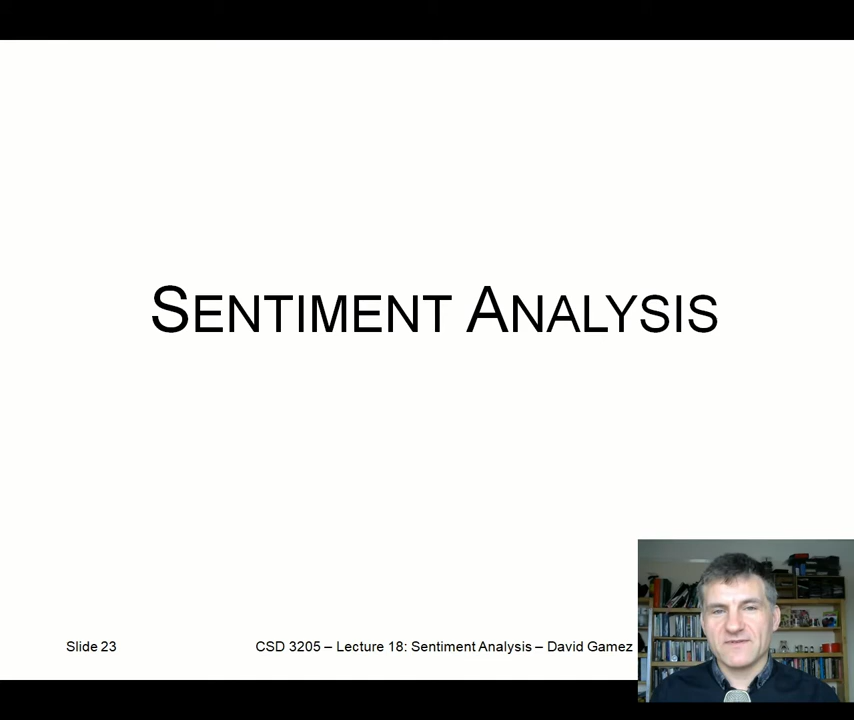 SENTIMENT ANALYSIS
Slide 23
CSD 3205 – Lecture 18: Sentiment Analysis – David Gamez